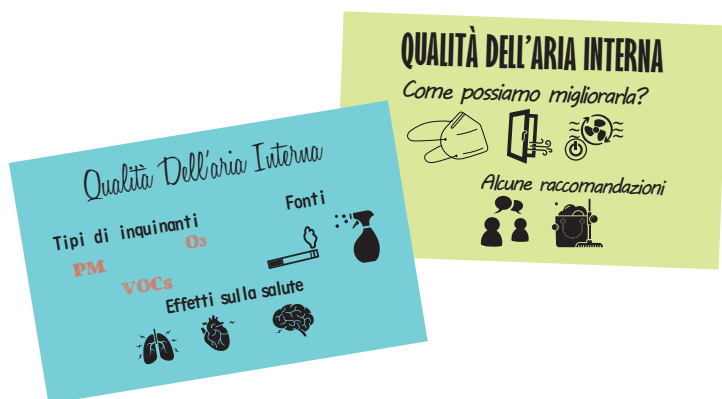 QUALITÀ DELL'ARIA INTERNA
Come possiamo migliorarla?
Alcune raccomandazioni
Qualità Dell'aria Interna
Tipi di inquinanti
Fonti
PM
O3
VOCs
Effetti sulla salute